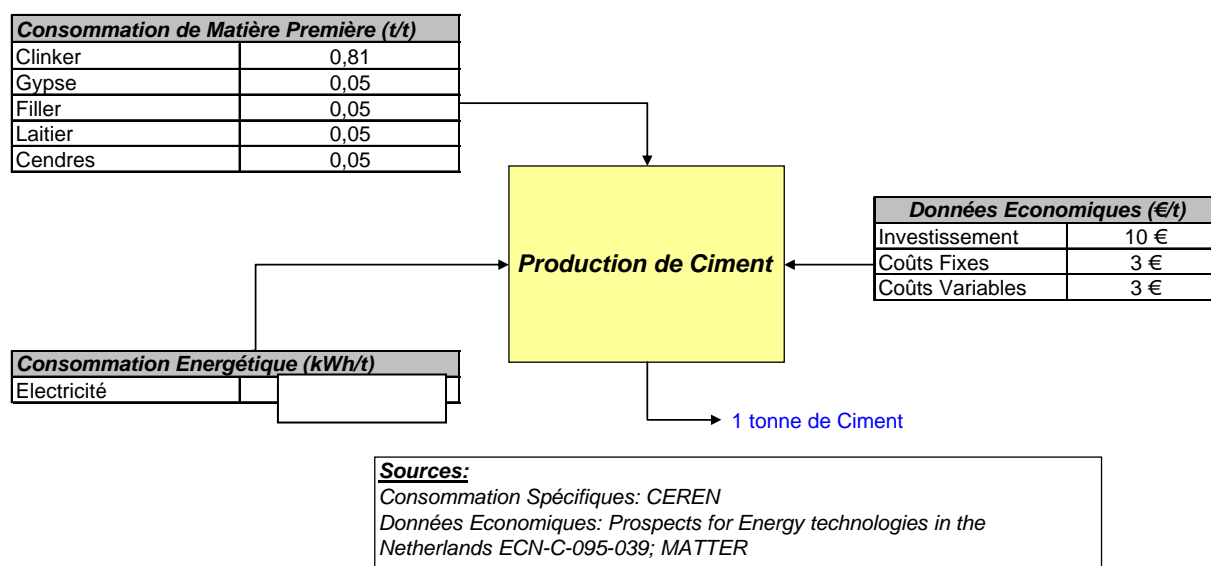 Consommation de Matière Première (t/t)
Clinker 0,81
Gypse 0,05
Filler 0,05
Laitier 0,05
Cendres 0,05
Production de Ciment
Données Economiques (€/t)
Investissement 10 €
Coûts Fixes 3 €
Coûts Variables 3 €
Consommation Energétique (kWh/t)
Electricité
1 tonne de Ciment
Sources:
Consommation Spécifiques: CEREN
Données Economiques: Prospects for Energy technologies in the
Netherlands ECN-C-095-039; MATTER